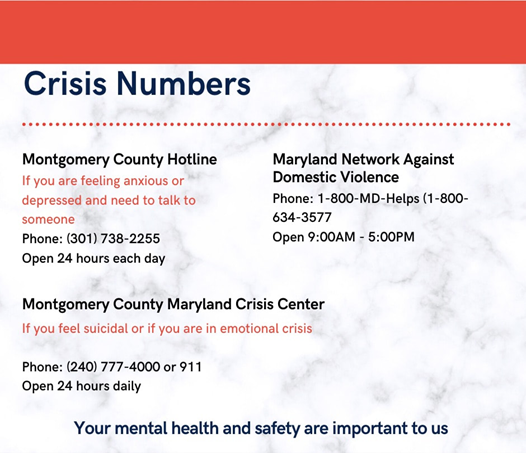 Crisis Numbers
Montgomery County Hotline
If you are feeling anxious or
depressed and need to talk to
someone
Phone: (301) 738-2255
Open 24 hours each day
Maryland Network Against
Domestic Violence
Phone: 1-800-MD-Helps (1-800-
634-3577
Open 9:00AM - 5:00PM
Montgomery County Maryland Crisis Center
If you feel suicidal or if you are in emotional crisis
Phone: (240) 777-4000 or 911
Open 24 hours daily
Your mental health and safety are important to us